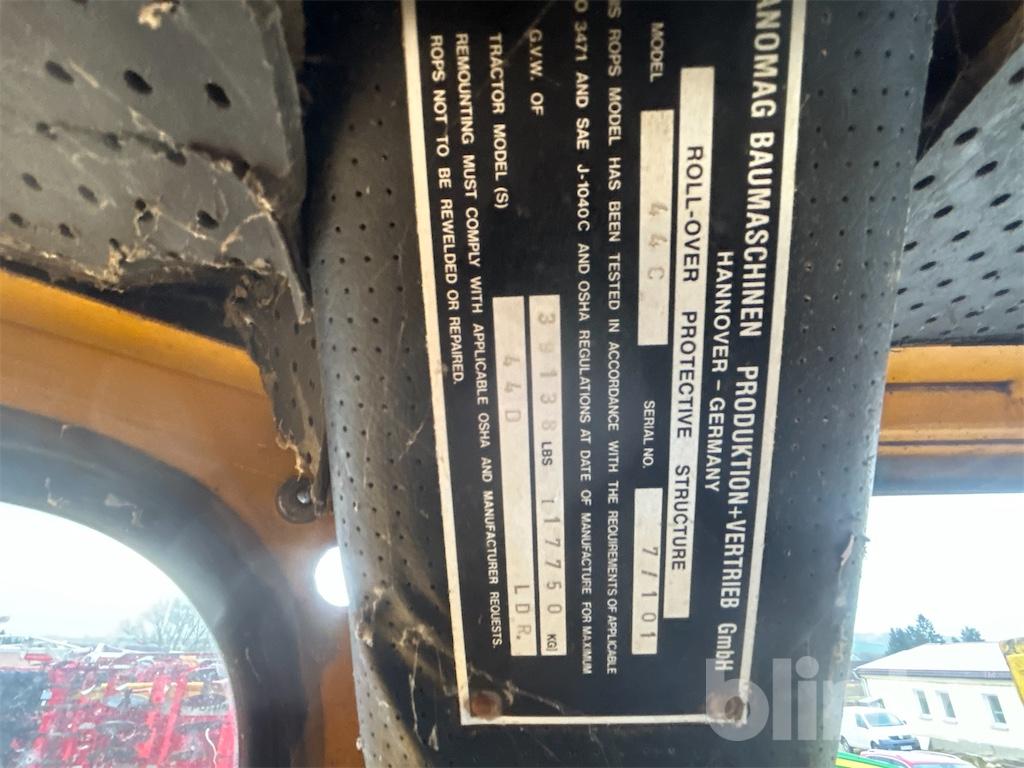 ANOMAG BAUMASCHINEN PRODUKTION+VERTRIEB GmbH
HANNOVER - GERMANY
ROLL-OVER PROTECTIVE STRUCTURE
MODEL 44C SERIAL NO. 7/101
IS ROPS MODEL HAS BEEN TESTED IN ACCORDANCE WITH THE REQUIREMENTS OF APPLICABLE
O 3471 AND SAE J-1040C AND OSHA REGULATIONS AT DATE OF MANUFACTURE FOR MAXIMUM
G.V.W. OF 39138 LBS 17750 KG
TRACTOR MODEL (S) 44D LDR.
REMOUNTING MUST COMPLY WITH APPLICABLE OSHA AND MANUFACTURER REQUESTS.
ROPS NOT TO BE REWELDED OR REPAIRED.